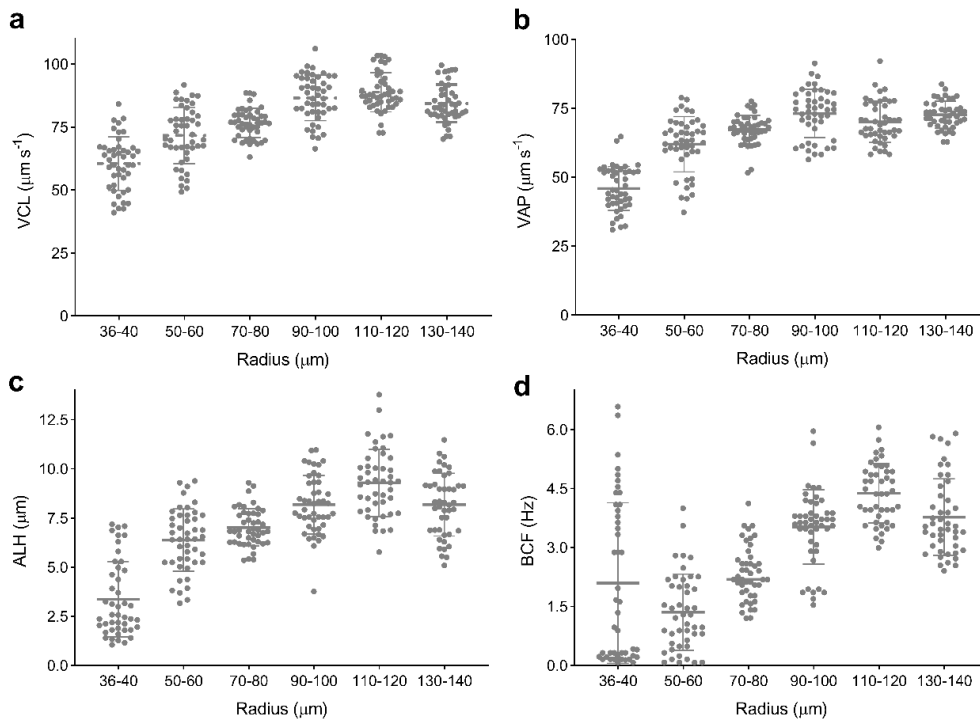 a
100
75
50
25
0
VCL (μm s⁻¹)
36-40 50-60 70-80 90-100 110-120 130-140
Radius (μm)
b
100
75
50
25
0
VAP (μm s⁻¹)
36-40 50-60 70-80 90-100 110-120 130-140
Radius (μm)
c
12.5
10.0
7.5
5.0
2.5
0.0
ALH (μm)
36-40 50-60 70-80 90-100 110-120 130-140
Radius (μm)
d
6.0
4.5
3.0
1.5
0.0
BCF (Hz)
36-40 50-60 70-80 90-100 110-120 130-140
Radius (μm)